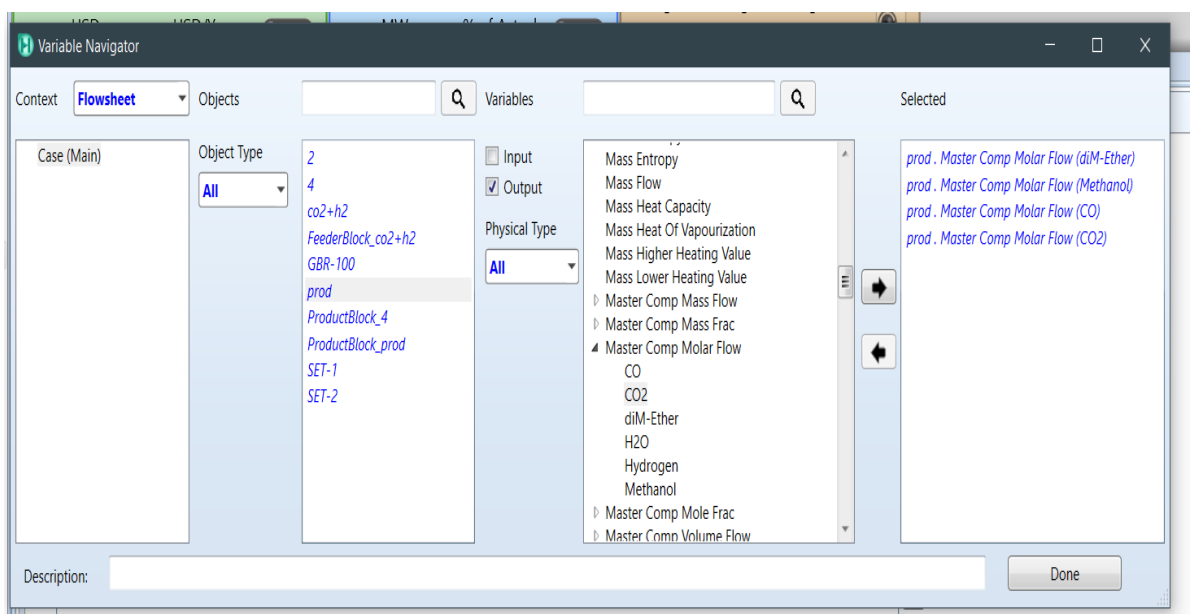 Variable Navigator
Context Flowsheet Objects Variables Selected
Case (Main)
Object Type
All
2
4
co2+h2
FeederBlock_co2+h2
GBR-100
prod
ProductBlock_4
ProductBlock_prod
SET-1
SET-2
Input
Output
Physical Type
All
Mass Entropy
Mass Flow
Mass Heat Capacity
Mass Heat Of Vapourization
Mass Higher Heating Value
Mass Lower Heating Value
Master Comp Mass Flow
Master Comp Mass Frac
Master Comp Molar Flow
CO
CO2
diM-Ether
H2O
Hydrogen
Methanol
Master Comp Mole Frac
Master Comp Volume Flow
prod . Master Comp Molar Flow (diM-Ether)
prod . Master Comp Molar Flow (Methanol)
prod . Master Comp Molar Flow (CO)
prod . Master Comp Molar Flow (CO2)
Description:
Done